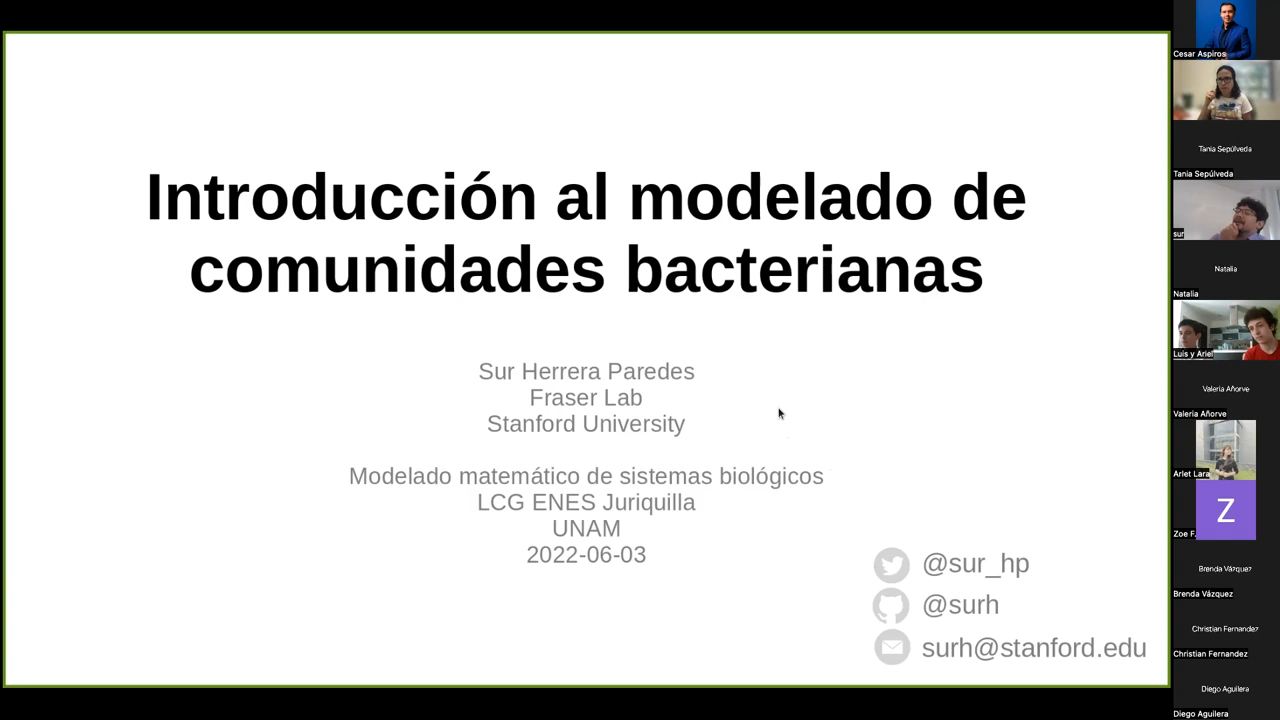 Introducción al modelado de
comunidades bacterianas
Sur Herrera Paredes
Fraser Lab
Stanford University
Modelado matemático de sistemas biológicos
LCG ENES Juriquilla
UNAM
2022-06-03
@sur_hp
@surh
surh@stanford.edu
Cesar Aspiros
Tania Sepúlveda
Tania Sepúlveda
sur
Natalia
Natalia
Luis y Ariel
Valeria Añorve
Valeria Añorve
Arlet Lara
Z
Zoe F.
Brenda Vázquez
Brenda Vázquez
Christian Fernandez
Christian Fernandez
Diego Aguilera
Diego Aguilera